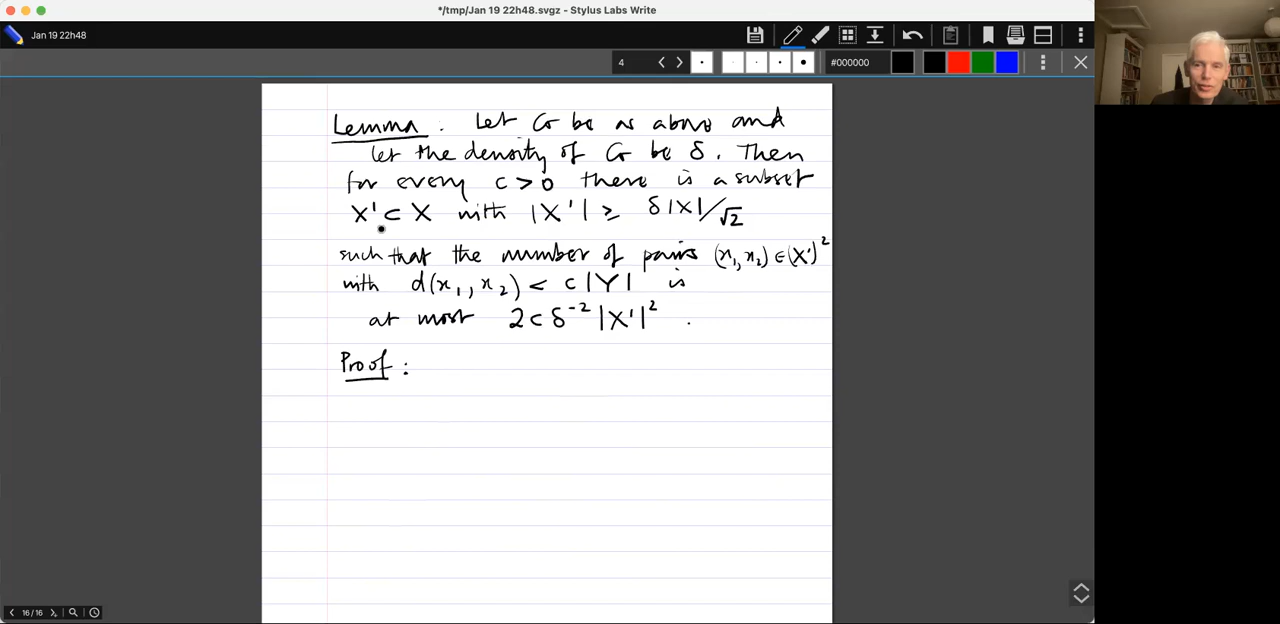 */tmp/Jan 19 22h48.svgz - Stylus Labs Write
Jan 19 22h48
4
#000000
Lemma : Let G be as above and
let the density of G be δ. Then
for every c > 0 there is a subset
X' ⊂ X with |X'| ≥ δ|X|/√2
such that the number of pairs (x₁, x₂) ∈ (X')²
with d(x₁, x₂) < c|Y| is
at most 2cδ⁻²|X'|² .
Proof :
16/16